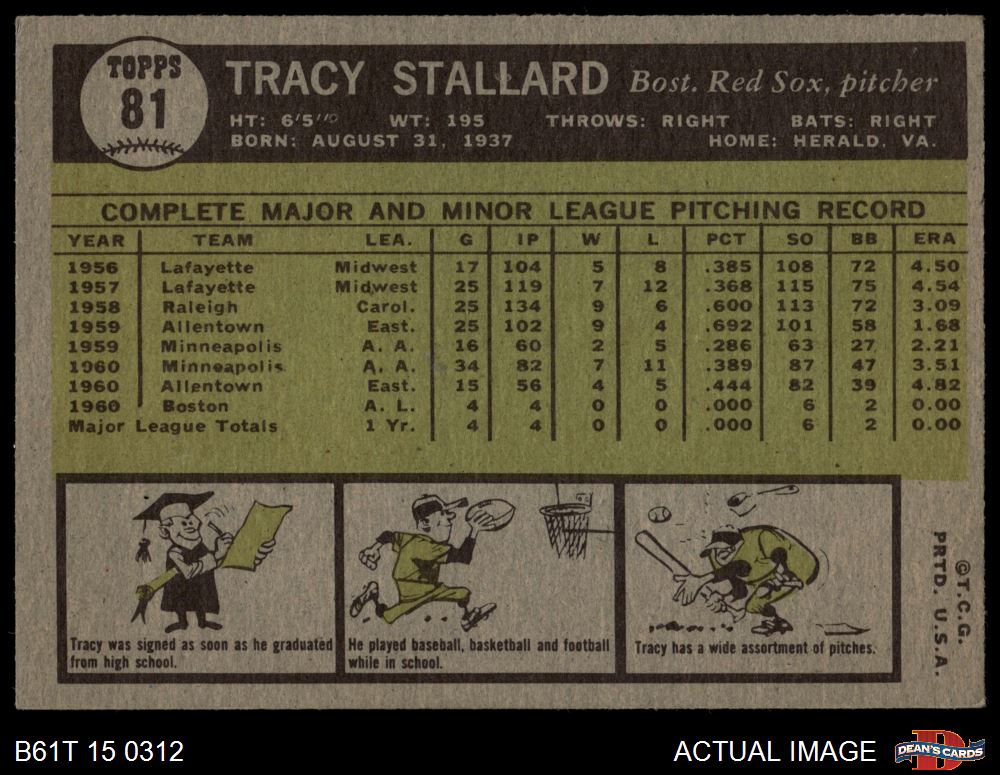 TOPPS
81
TRACY STALLARD Bost. Red Sox, pitcher
HT: 6'5" WT: 195 THROWS: RIGHT BATS: RIGHT
BORN: AUGUST 31, 1937 HOME: HERALD, VA.
COMPLETE MAJOR AND MINOR LEAGUE PITCHING RECORD
YEAR TEAM LEA. G IP W L PCT SO BB ERA
1956 Lafayette Midwest 17 104 5 8 .385 108 72 4.50
1957 Lafayette Midwest 25 119 7 12 .368 115 75 4.54
1958 Raleigh Carol. 25 134 9 6 .600 113 72 3.09
1959 Allentown East. 25 102 9 4 .692 101 58 1.68
1959 Minneapolis A. A. 16 60 2 5 .286 63 27 2.21
1960 Minneapolis A. A. 34 82 7 11 .389 87 47 3.51
1960 Allentown East. 15 56 4 5 .444 82 39 4.82
1960 Boston A. L. 4 4 0 0 .000 6 2 0.00
Major League Totals 1 Yr. 4 4 0 0 .000 6 2 0.00
Tracy was signed as soon as he graduated
from high school.
He played baseball, basketball and football
while in school.
Tracy has a wide assortment of pitches.
©T.C.G.
PRTD. U.S.A.
B61T 15 0312
ACTUAL IMAGE
DEAN'S CARDS